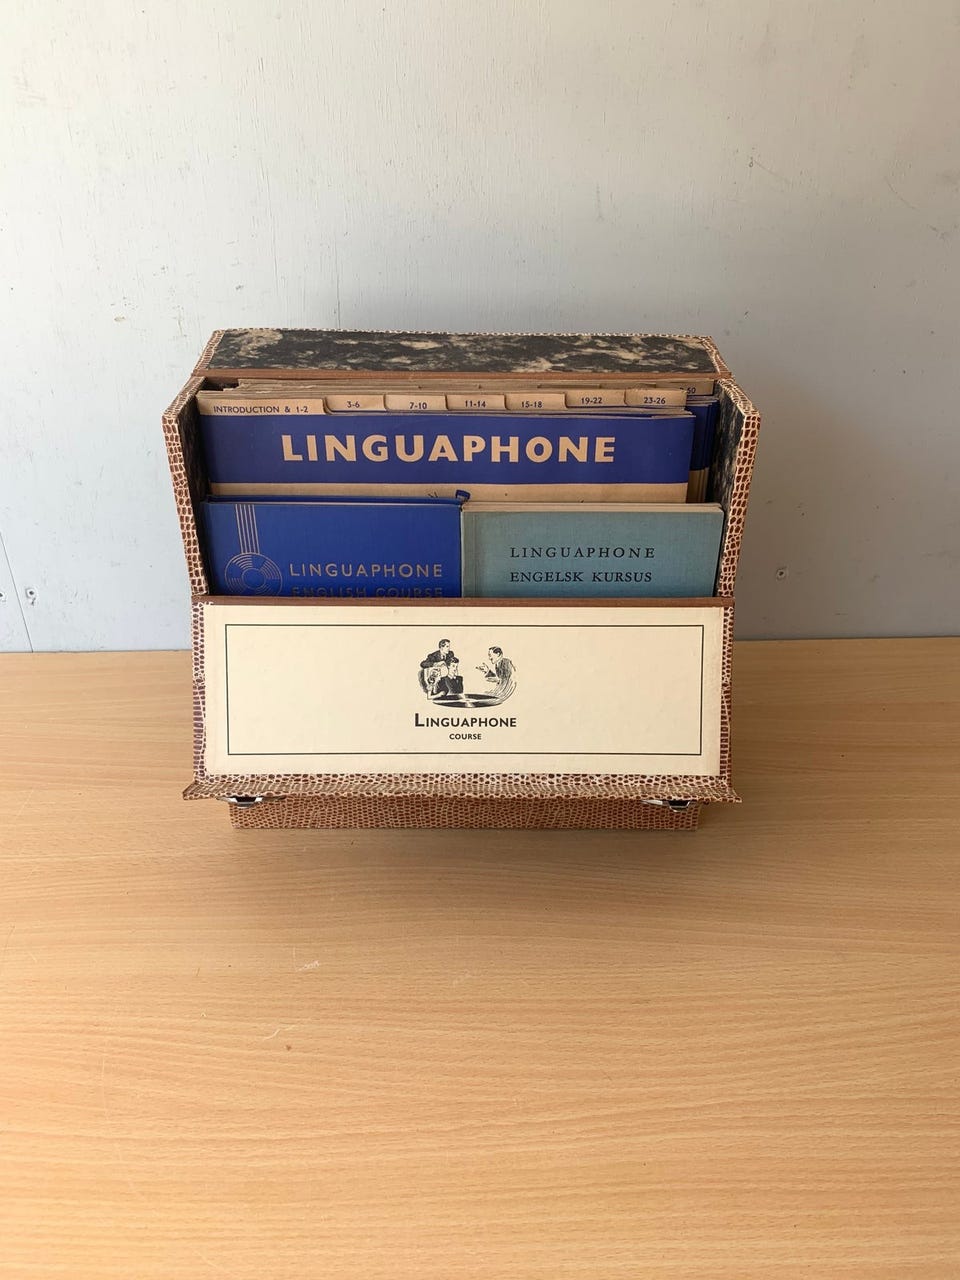 50
INTRODUCTION & 1-2 3-6 7-10 11-14 15-18 19-22 23-26
LINGUAPHONE
LINGUAPHONE
ENGLISH COURSE
LINGUAPHONE
ENGELSK KURSUS
LINGUAPHONE
COURSE